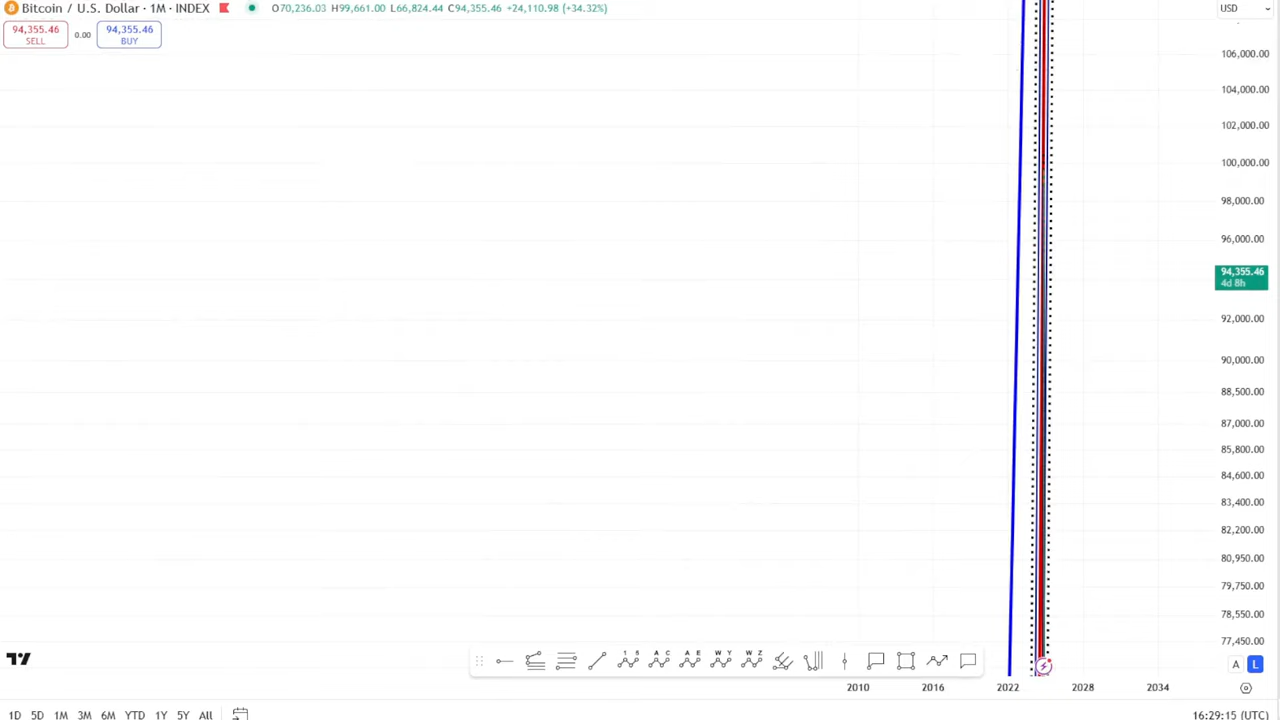 Bitcoin / U.S. Dollar · 1M · INDEX O70,236.03 H99,661.00 L66,824.44 C94,355.46 +24,110.98 (+34.32%) USD
94,355.46 0.00 94,355.46
SELL BUY
106,000.00
104,000.00
102,000.00
100,000.00
98,000.00
96,000.00
94,355.46
4d 8h
92,000.00
90,000.00
88,500.00
87,000.00
85,800.00
84,600.00
83,400.00
82,200.00
80,950.00
79,750.00
78,550.00
77,450.00
1 5 A C A E W Y W Z
A L
2010 2016 2022 2028 2034
1D 5D 1M 3M 6M YTD 1Y 5Y All 16:29:15 (UTC)